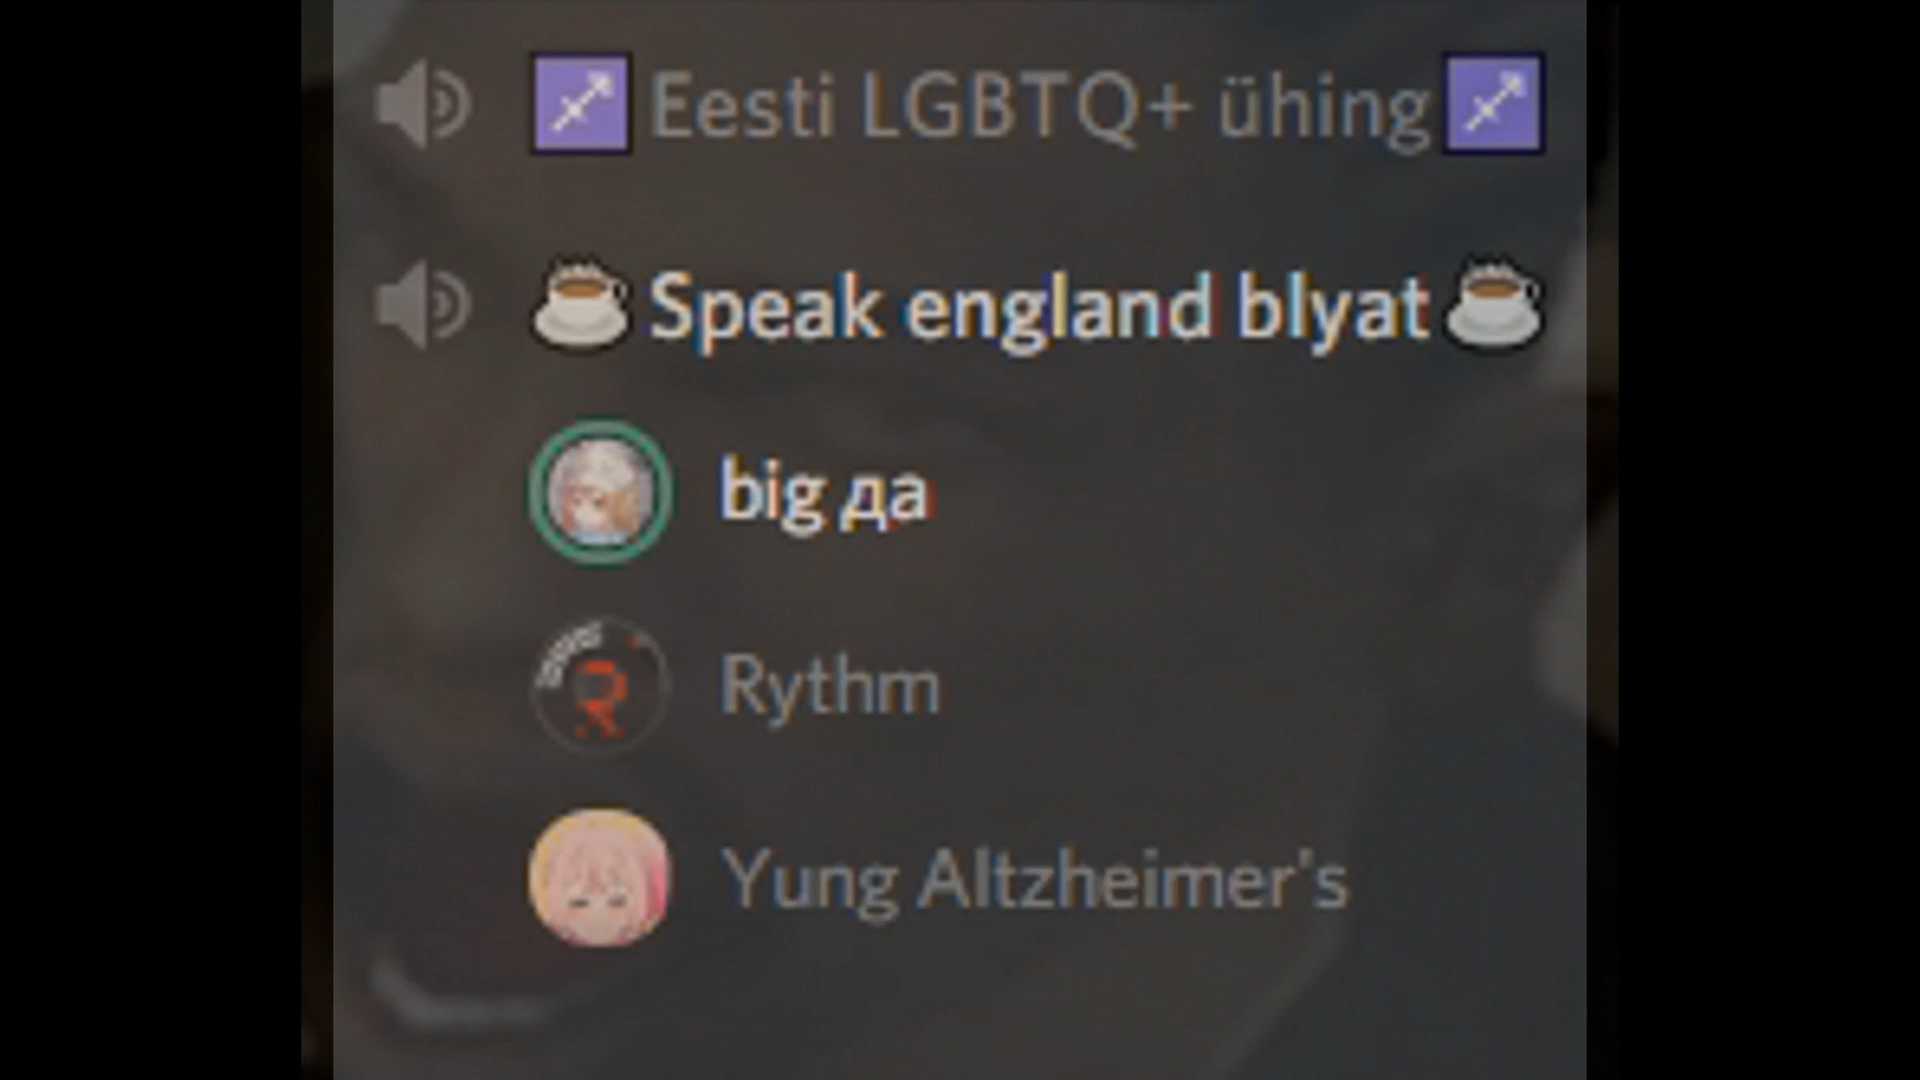 ♐ Eesti LGBTQ+ ühing ♐
☕ Speak england blyat ☕
big да
Rythm
Yung Altzheimer's